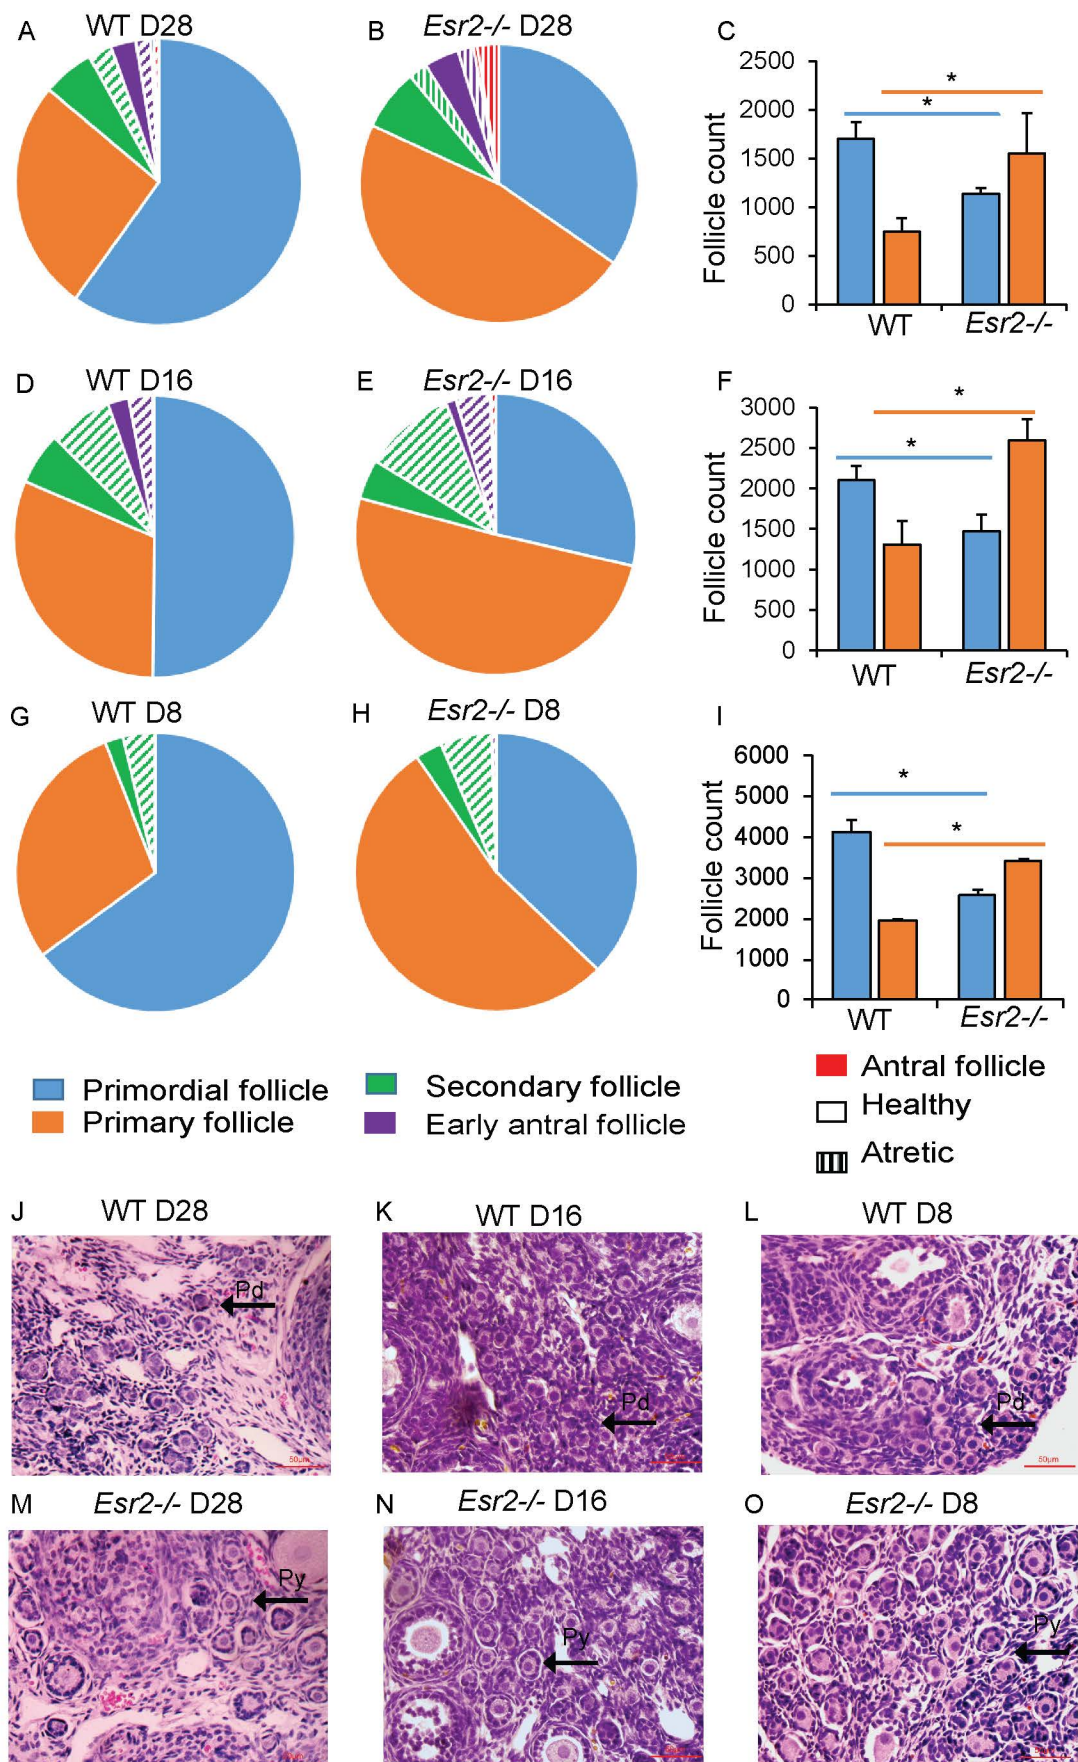 A WT D28
B Esr2-/- D28
C
Follicle count
2500
2000
1500
1000
500
0
*
*
WT Esr2-/-
D WT D16
E Esr2-/- D16
F
Follicle count
3000
2500
2000
1500
1000
500
0
*
*
WT Esr2-/-
G WT D8
H Esr2-/- D8
I
Follicle count
6000
5000
4000
3000
2000
1000
0
*
*
WT Esr2-/-
Primordial follicle
Primary follicle
Secondary follicle
Early antral follicle
Antral follicle
Healthy
Atretic
J WT D28
Pd
50µm
K WT D16
Pd
L WT D8
Pd
50µm
M Esr2-/- D28
Py
N Esr2-/- D16
Py
O Esr2-/- D8
Py